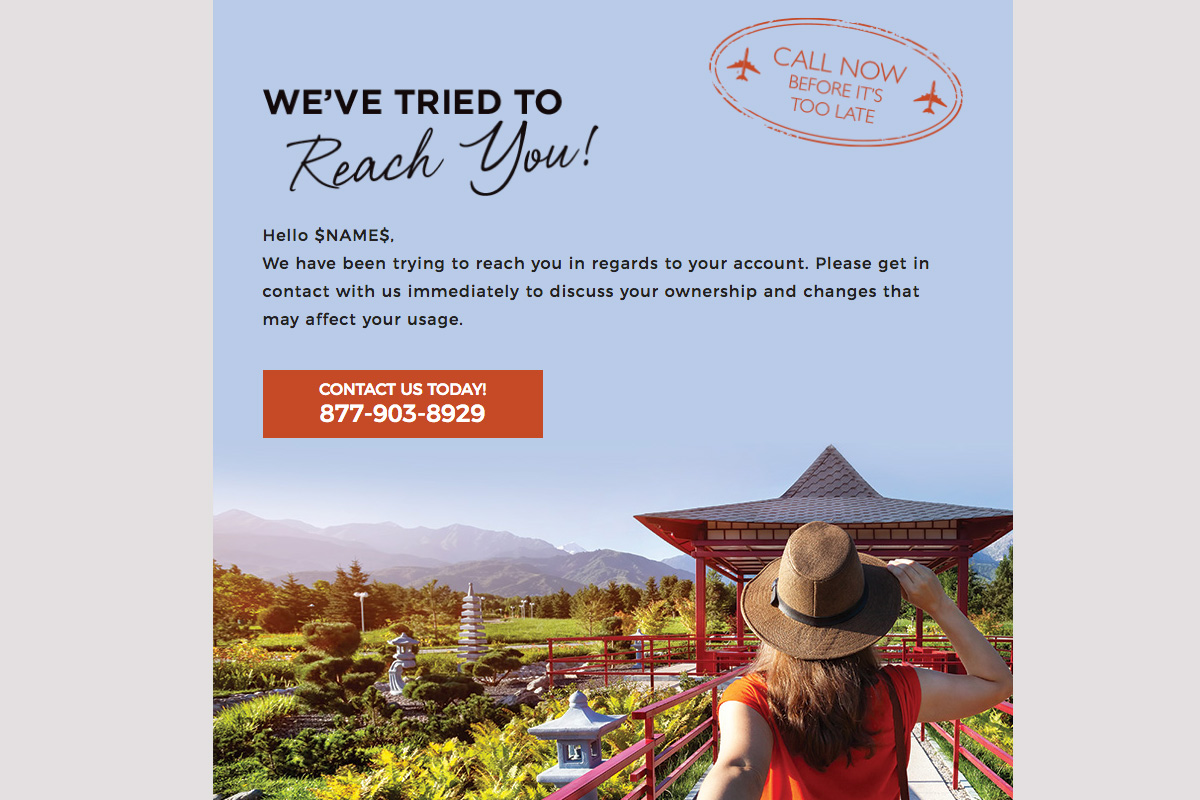 CALL NOW
BEFORE IT'S
TOO LATE
WE'VE TRIED TO
Reach You!
Hello $NAME$,
We have been trying to reach you in regards to your account. Please get in
contact with us immediately to discuss your ownership and changes that
may affect your usage.
CONTACT US TODAY!
877-903-8929